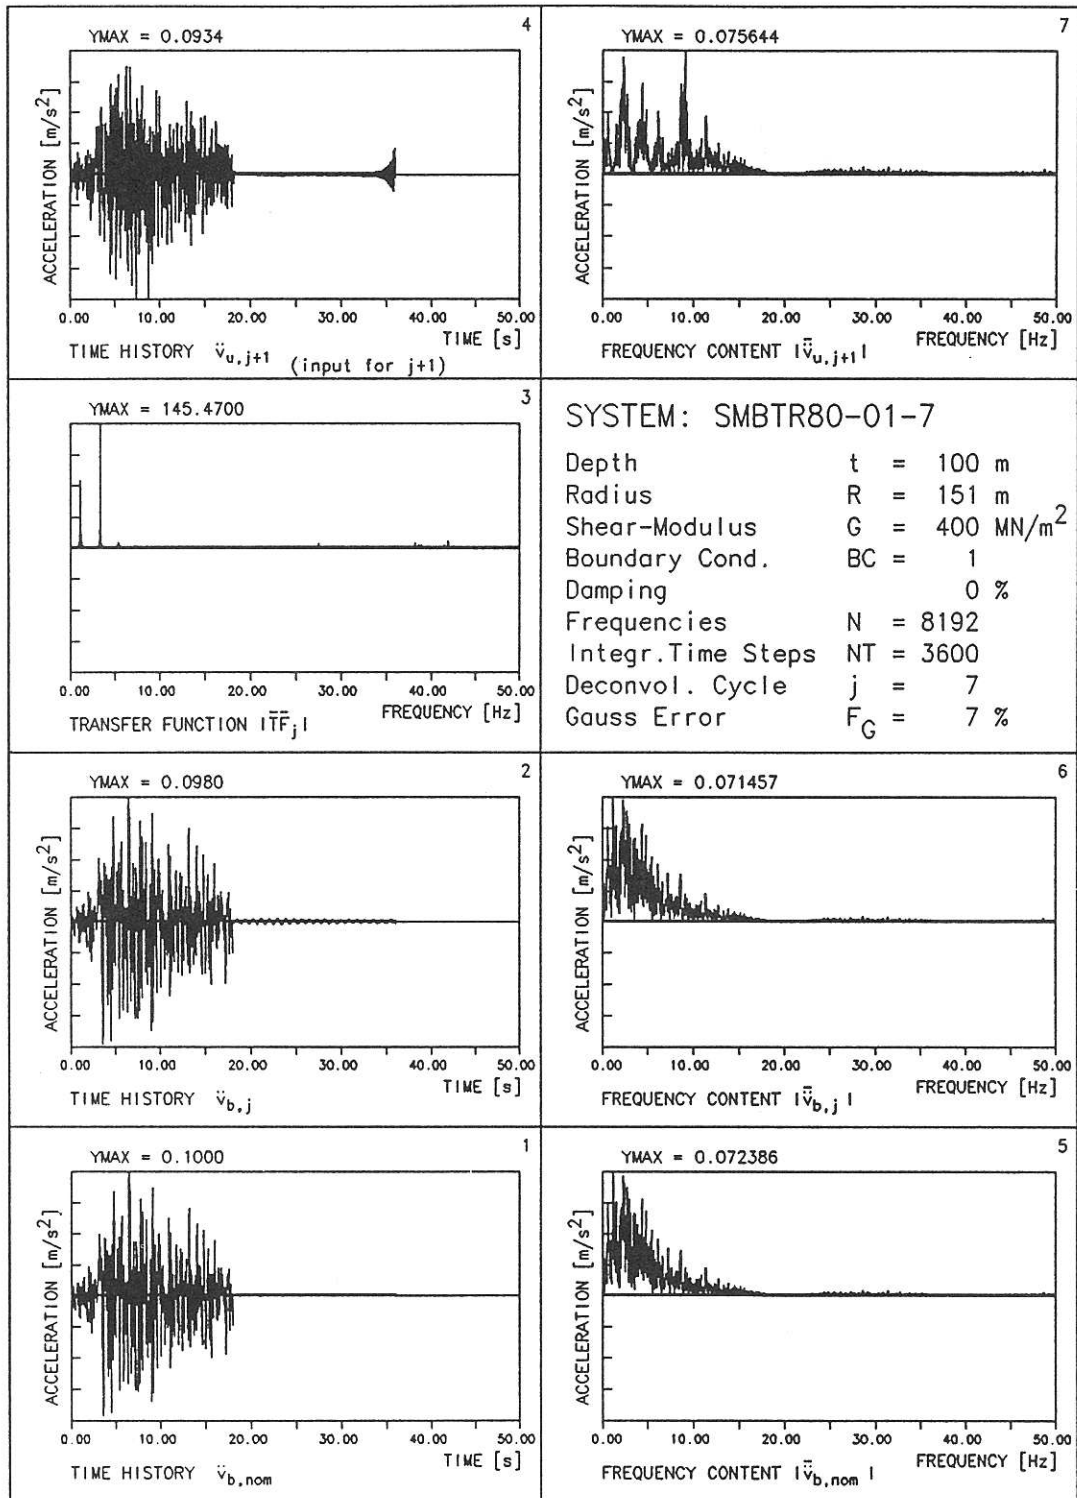 4
YMAX = 0.0934
ACCELERATION [m/s²]
0.00 10.00 20.00 30.00 40.00 50.00
TIME [s]
TIME HISTORY v̈u,j+1 (input for j+1)
7
YMAX = 0.075644
ACCELERATION [m/s²]
0.00 10.00 20.00 30.00 40.00 50.00
FREQUENCY [Hz]
FREQUENCY CONTENT |v̄̈u,j+1|
3
YMAX = 145.4700
0.00 10.00 20.00 30.00 40.00 50.00
FREQUENCY [Hz]
TRANSFER FUNCTION |T̄F̄j|
SYSTEM: SMBTR80-01-7
Depth t = 100 m
Radius R = 151 m
Shear-Modulus G = 400 MN/m²
Boundary Cond. BC = 1
Damping 0 %
Frequencies N = 8192
Integr.Time Steps NT = 3600
Deconvol. Cycle j = 7
Gauss Error FG = 7 %
2
YMAX = 0.0980
ACCELERATION [m/s²]
0.00 10.00 20.00 30.00 40.00 50.00
TIME [s]
TIME HISTORY v̈b,j
6
YMAX = 0.071457
ACCELERATION [m/s²]
0.00 10.00 20.00 30.00 40.00 50.00
FREQUENCY [Hz]
FREQUENCY CONTENT |v̄̈b,j|
1
YMAX = 0.1000
ACCELERATION [m/s²]
0.00 10.00 20.00 30.00 40.00 50.00
TIME [s]
TIME HISTORY v̈b,nom
5
YMAX = 0.072386
ACCELERATION [m/s²]
0.00 10.00 20.00 30.00 40.00 50.00
FREQUENCY [Hz]
FREQUENCY CONTENT |v̄̈b,nom|